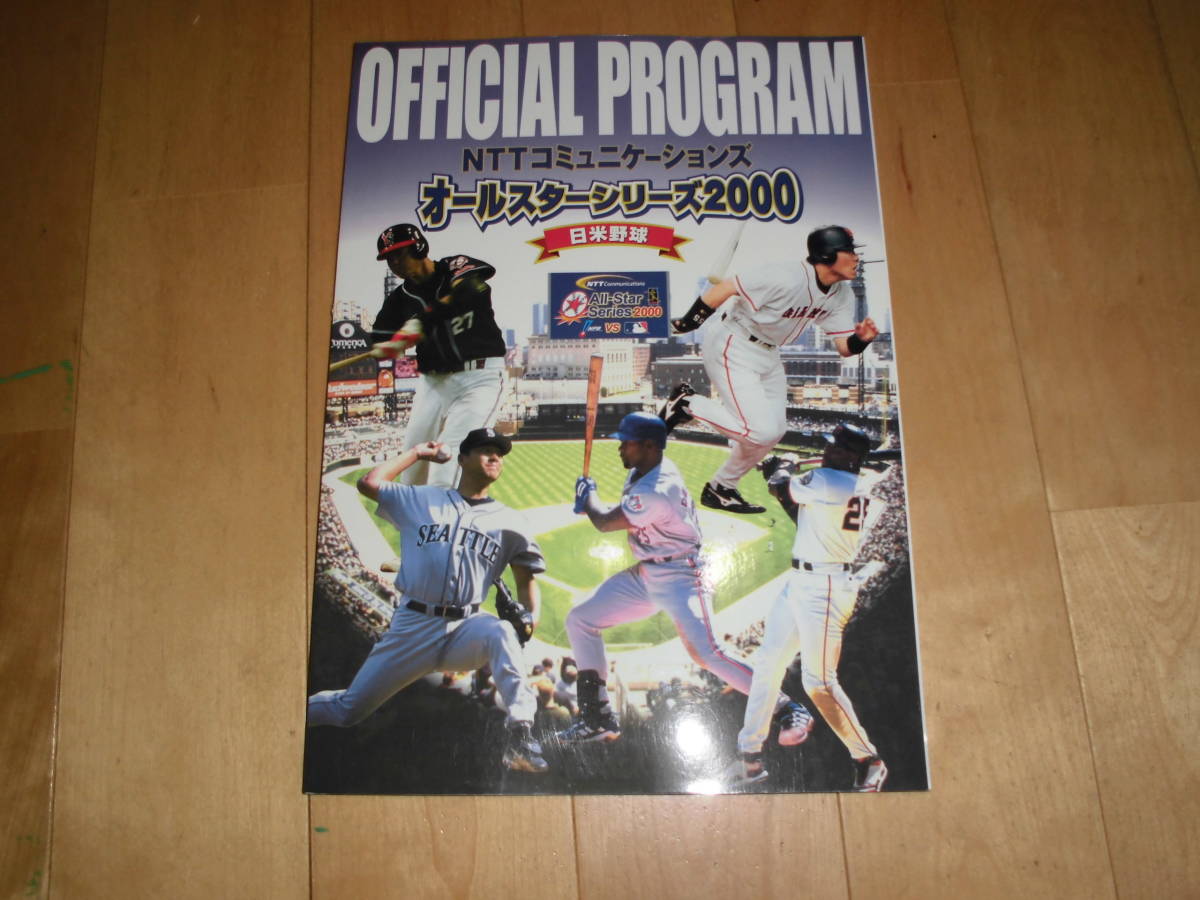 OFFICIAL PROGRAM
NTTコミュニケーションズ
オールスターシリーズ2000
日米野球
NTT Communications
All-Star
Series 2000
VS
27
SEATTLE
25
Budweiser